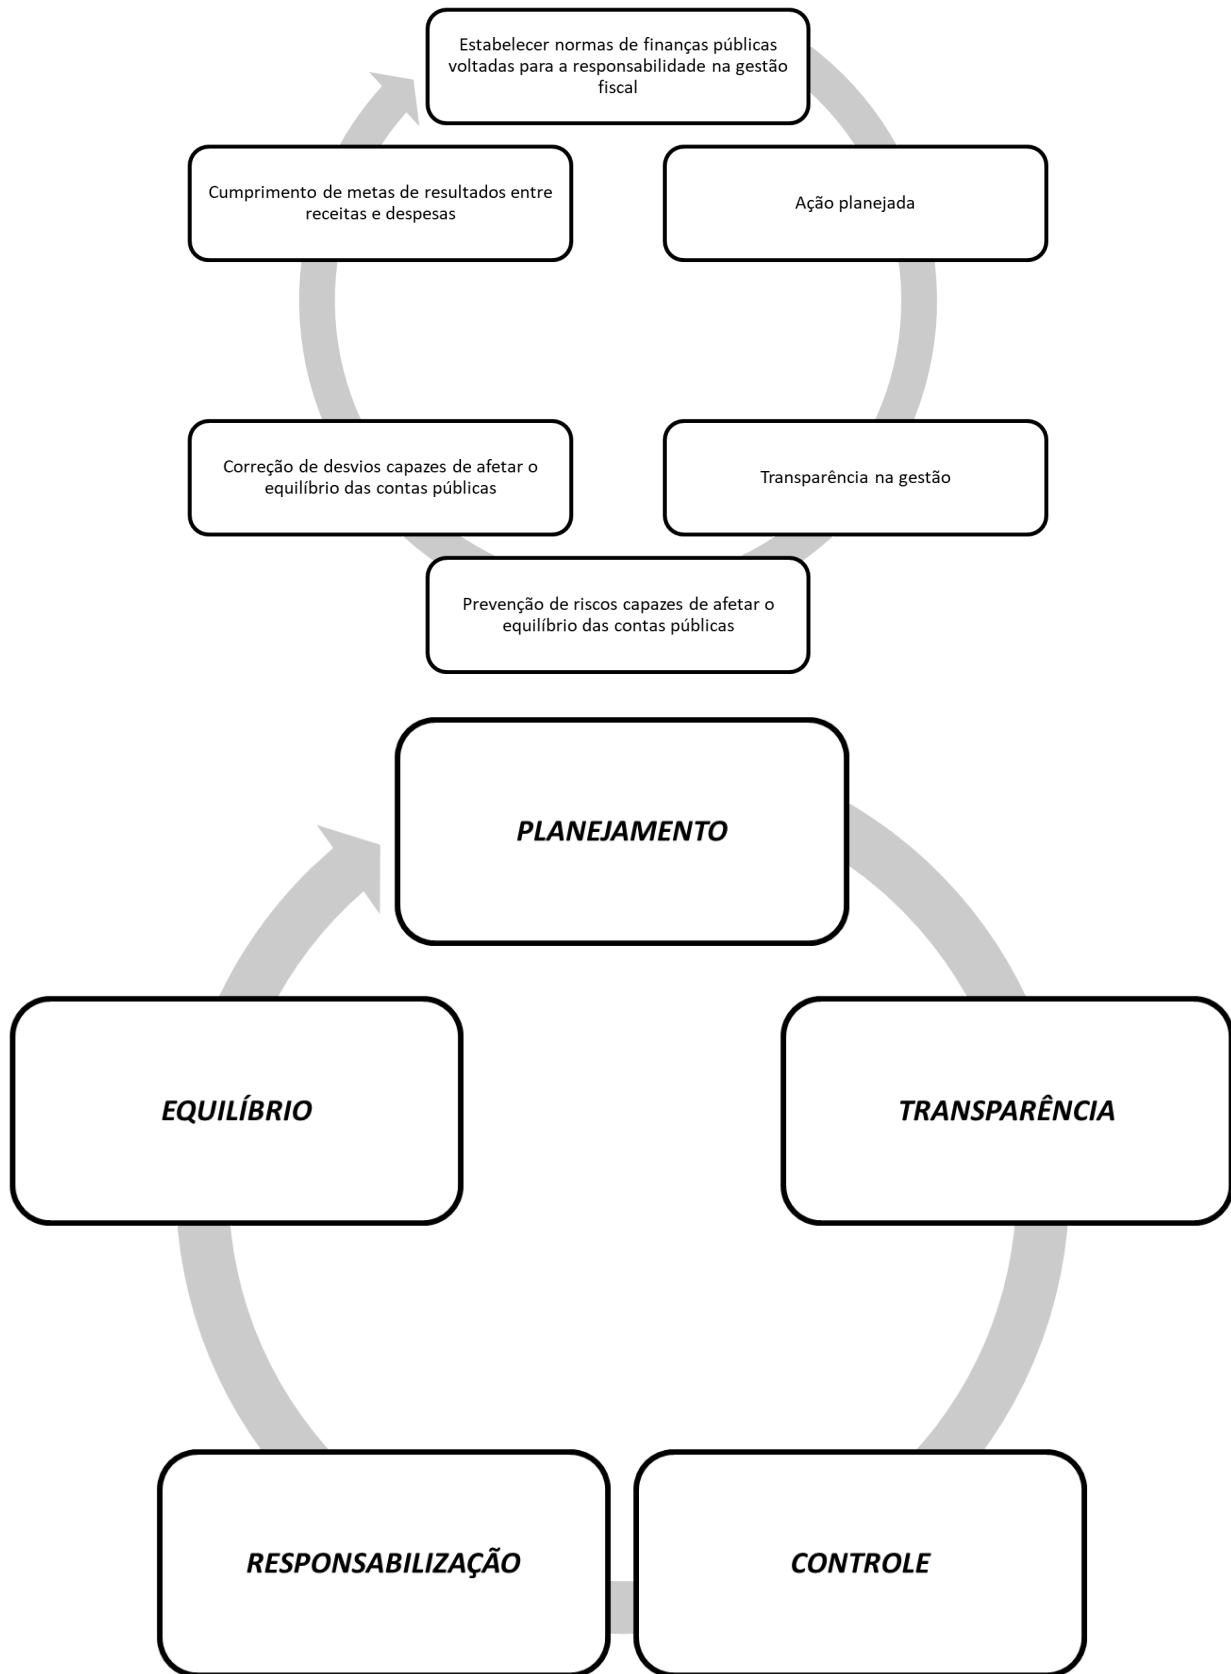 Estabelecer normas de finanças públicas
voltadas para a responsabilidade na gestão
fiscal
Ação planejada
Transparência na gestão
Prevenção de riscos capazes de afetar o
equilíbrio das contas públicas
Correção de desvios capazes de afetar o
equilíbrio das contas públicas
Cumprimento de metas de resultados entre
receitas e despesas
PLANEJAMENTO
TRANSPARÊNCIA
CONTROLE
RESPONSABILIZAÇÃO
EQUILÍBRIO